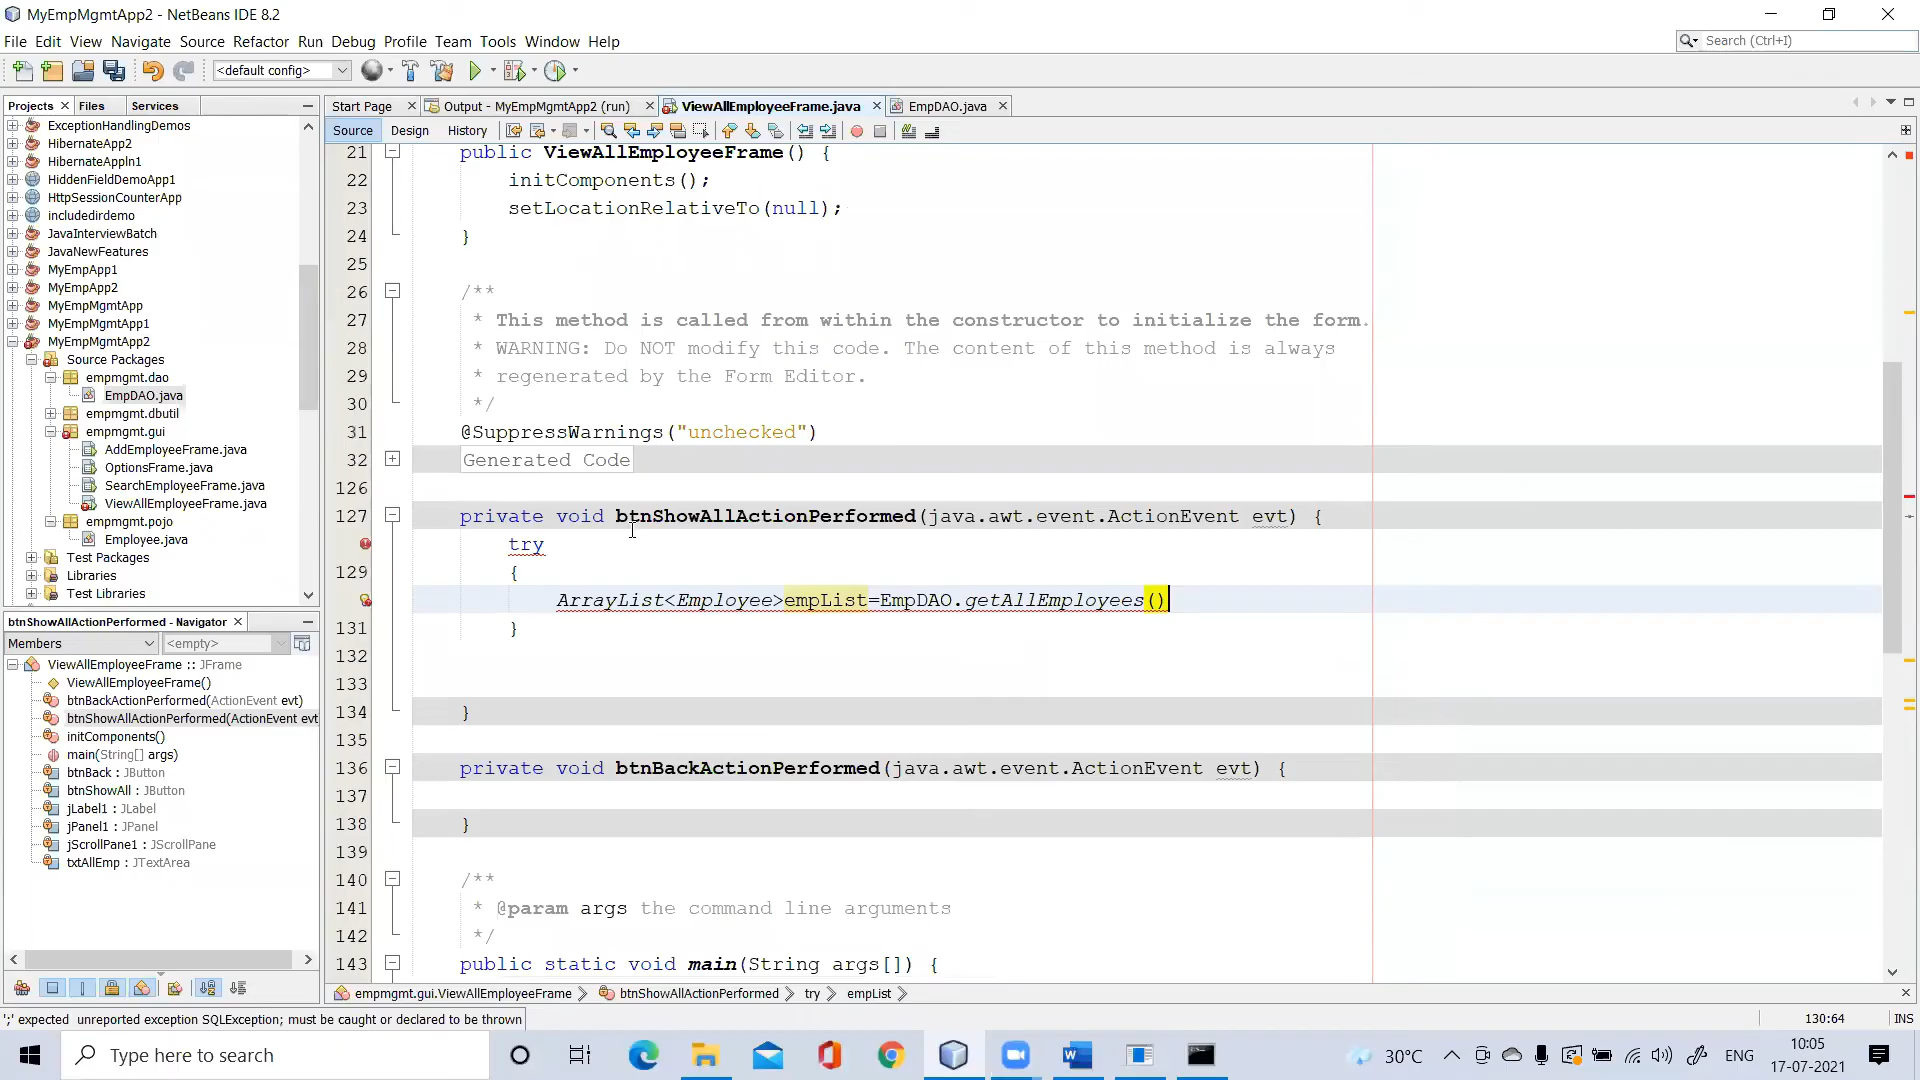 MyEmpMgmtApp2 - NetBeans IDE 8.2
File Edit View Navigate Source Refactor Run Debug Profile Team Tools Window Help
Search (Ctrl+I)
<default config>
Projects Files Services
Start Page Output - MyEmpMgmtApp2 (run) ViewAllEmployeeFrame.java EmpDAO.java
Source Design History
ExceptionHandlingDemos
HibernateApp2
HibernateAppln1
HiddenFieldDemoApp1
HttpSessionCounterApp
includedirdemo
JavaInterviewBatch
JavaNewFeatures
MyEmpApp1
MyEmpApp2
MyEmpMgmtApp
MyEmpMgmtApp1
MyEmpMgmtApp2
Source Packages
empmgmt.dao
EmpDAO.java
empmgmt.dbutil
empmgmt.gui
AddEmployeeFrame.java
OptionsFrame.java
SearchEmployeeFrame.java
ViewAllEmployeeFrame.java
empmgmt.pojo
Employee.java
Test Packages
Libraries
Test Libraries
btnShowAllActionPerformed - Navigator
Members <empty>
ViewAllEmployeeFrame :: JFrame
ViewAllEmployeeFrame()
btnBackActionPerformed(ActionEvent evt)
btnShowAllActionPerformed(ActionEvent evt
initComponents()
main(String[] args)
btnBack : JButton
btnShowAll : JButton
jLabel1 : JLabel
jPanel1 : JPanel
jScrollPane1 : JScrollPane
txtAllEmp : JTextArea
21 public ViewAllEmployeeFrame() {
22 initComponents();
23 setLocationRelativeTo(null);
24 }
25
26 /**
27 * This method is called from within the constructor to initialize the form.
28 * WARNING: Do NOT modify this code. The content of this method is always
29 * regenerated by the Form Editor.
30 */
31 @SuppressWarnings("unchecked")
32 Generated Code
126
127 private void btnShowAllActionPerformed(java.awt.event.ActionEvent evt) {
try
129 {
ArrayList<Employee>empList=EmpDAO.getAllEmployees()
131 }
132
133
134 }
135
136 private void btnBackActionPerformed(java.awt.event.ActionEvent evt) {
137
138 }
139
140 /**
141 * @param args the command line arguments
142 */
143 public static void main(String args[]) {
empmgmt.gui.ViewAllEmployeeFrame btnShowAllActionPerformed try empList
';' expected unreported exception SQLException; must be caught or declared to be thrown
130:64 INS
Type here to search
30°C ENG 10:05
17-07-2021